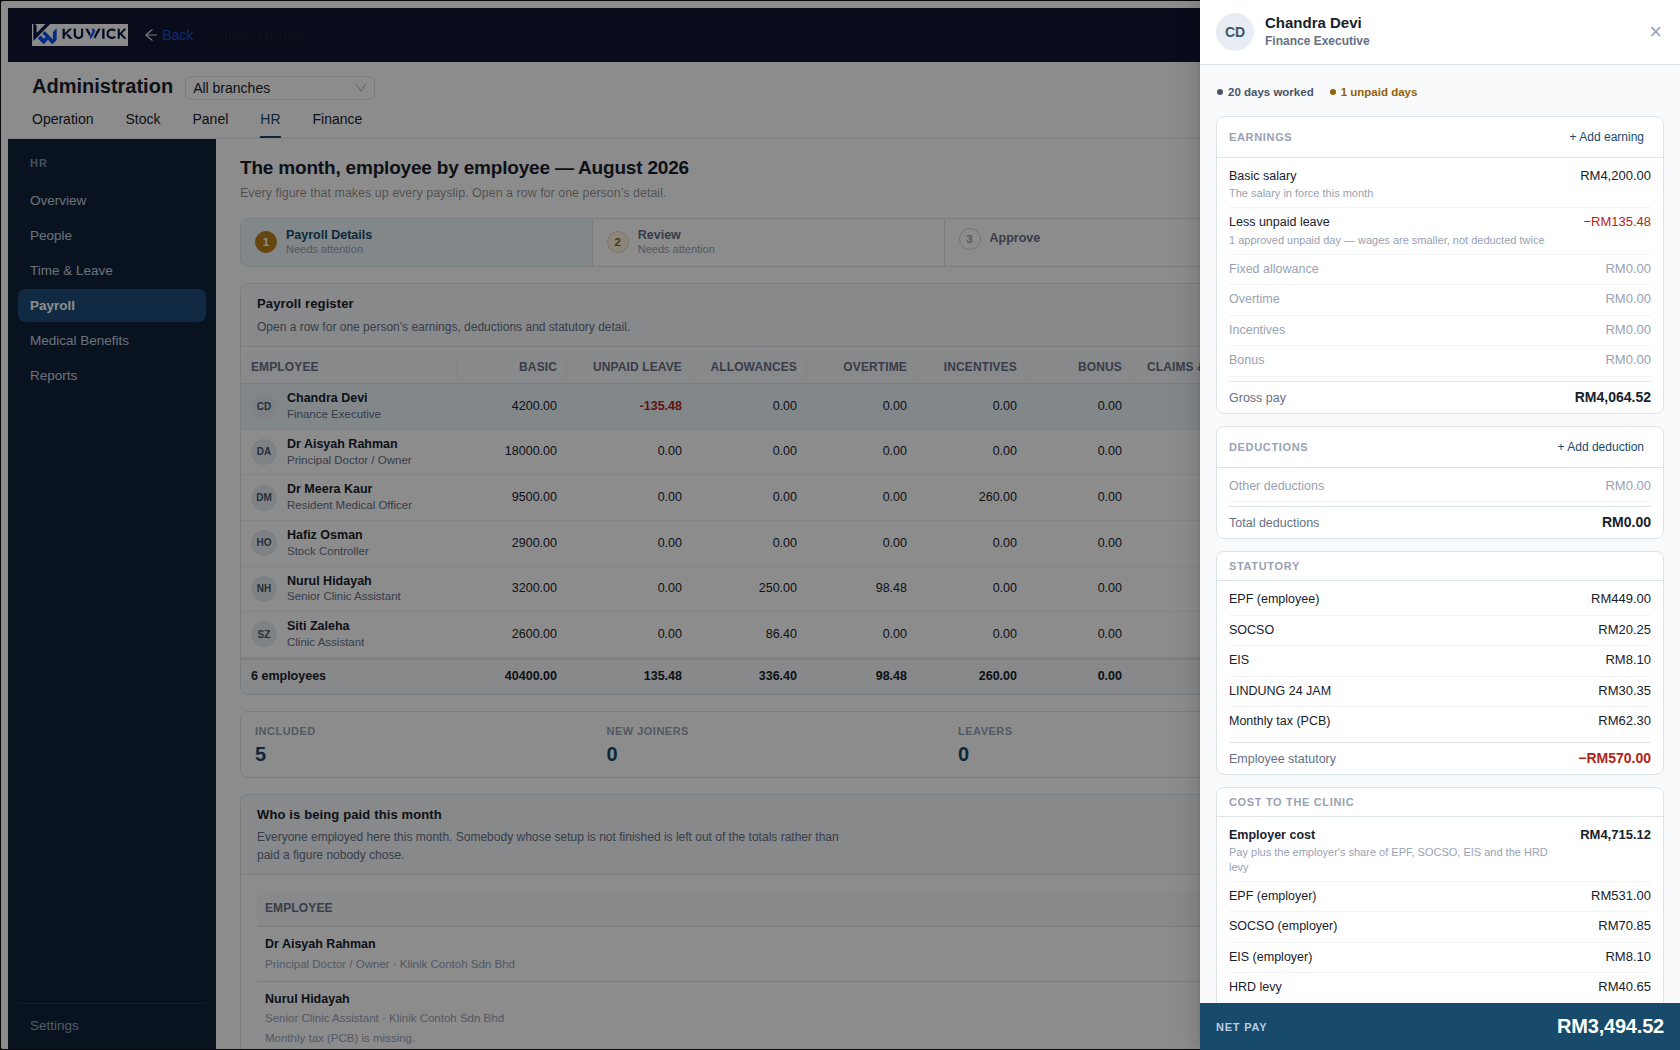 KUWICK
Back
Administration
All branches
Operation
Stock
Panel
HR
Finance
HR
Overview
People
Time & Leave
Payroll
Medical Benefits
Reports
Settings
The month, employee by employee — August 2026
Every figure that makes up every payslip. Open a row for one person's detail.
1 Payroll Details
Needs attention
2 Review
Needs attention
3 Approve
Payroll register
Open a row for one person's earnings, deductions and statutory detail.
EMPLOYEE BASIC UNPAID LEAVE ALLOWANCES OVERTIME INCENTIVES BONUS CLAIMS
CD Chandra Devi 4200.00 -135.48 0.00 0.00 0.00 0.00
Finance Executive
DA Dr Aisyah Rahman 18000.00 0.00 0.00 0.00 0.00 0.00
Principal Doctor / Owner
DM Dr Meera Kaur 9500.00 0.00 0.00 0.00 260.00 0.00
Resident Medical Officer
HO Hafiz Osman 2900.00 0.00 0.00 0.00 0.00 0.00
Stock Controller
NH Nurul Hidayah 3200.00 0.00 250.00 98.48 0.00 0.00
Senior Clinic Assistant
SZ Siti Zaleha 2600.00 0.00 86.40 0.00 0.00 0.00
Clinic Assistant
6 employees 40400.00 135.48 336.40 98.48 260.00 0.00
INCLUDED NEW JOINERS LEAVERS
5 0 0
Who is being paid this month
Everyone employed here this month. Somebody whose setup is not finished is left out of the totals rather than
paid a figure nobody chose.
EMPLOYEE
Dr Aisyah Rahman
Principal Doctor / Owner · Klinik Contoh Sdn Bhd
Nurul Hidayah
Senior Clinic Assistant · Klinik Contoh Sdn Bhd
Monthly tax (PCB) is missing.
CD Chandra Devi
Finance Executive
20 days worked 1 unpaid days
EARNINGS + Add earning
Basic salary RM4,200.00
The salary in force this month
Less unpaid leave −RM135.48
1 approved unpaid day — wages are smaller, not deducted twice
Fixed allowance RM0.00
Overtime RM0.00
Incentives RM0.00
Bonus RM0.00
Gross pay RM4,064.52
DEDUCTIONS + Add deduction
Other deductions RM0.00
Total deductions RM0.00
STATUTORY
EPF (employee) RM449.00
SOCSO RM20.25
EIS RM8.10
LINDUNG 24 JAM RM30.35
Monthly tax (PCB) RM62.30
Employee statutory −RM570.00
COST TO THE CLINIC
Employer cost RM4,715.12
Pay plus the employer's share of EPF, SOCSO, EIS and the HRD
levy
EPF (employer) RM531.00
SOCSO (employer) RM70.85
EIS (employer) RM8.10
HRD levy RM40.65
NET PAY RM3,494.52